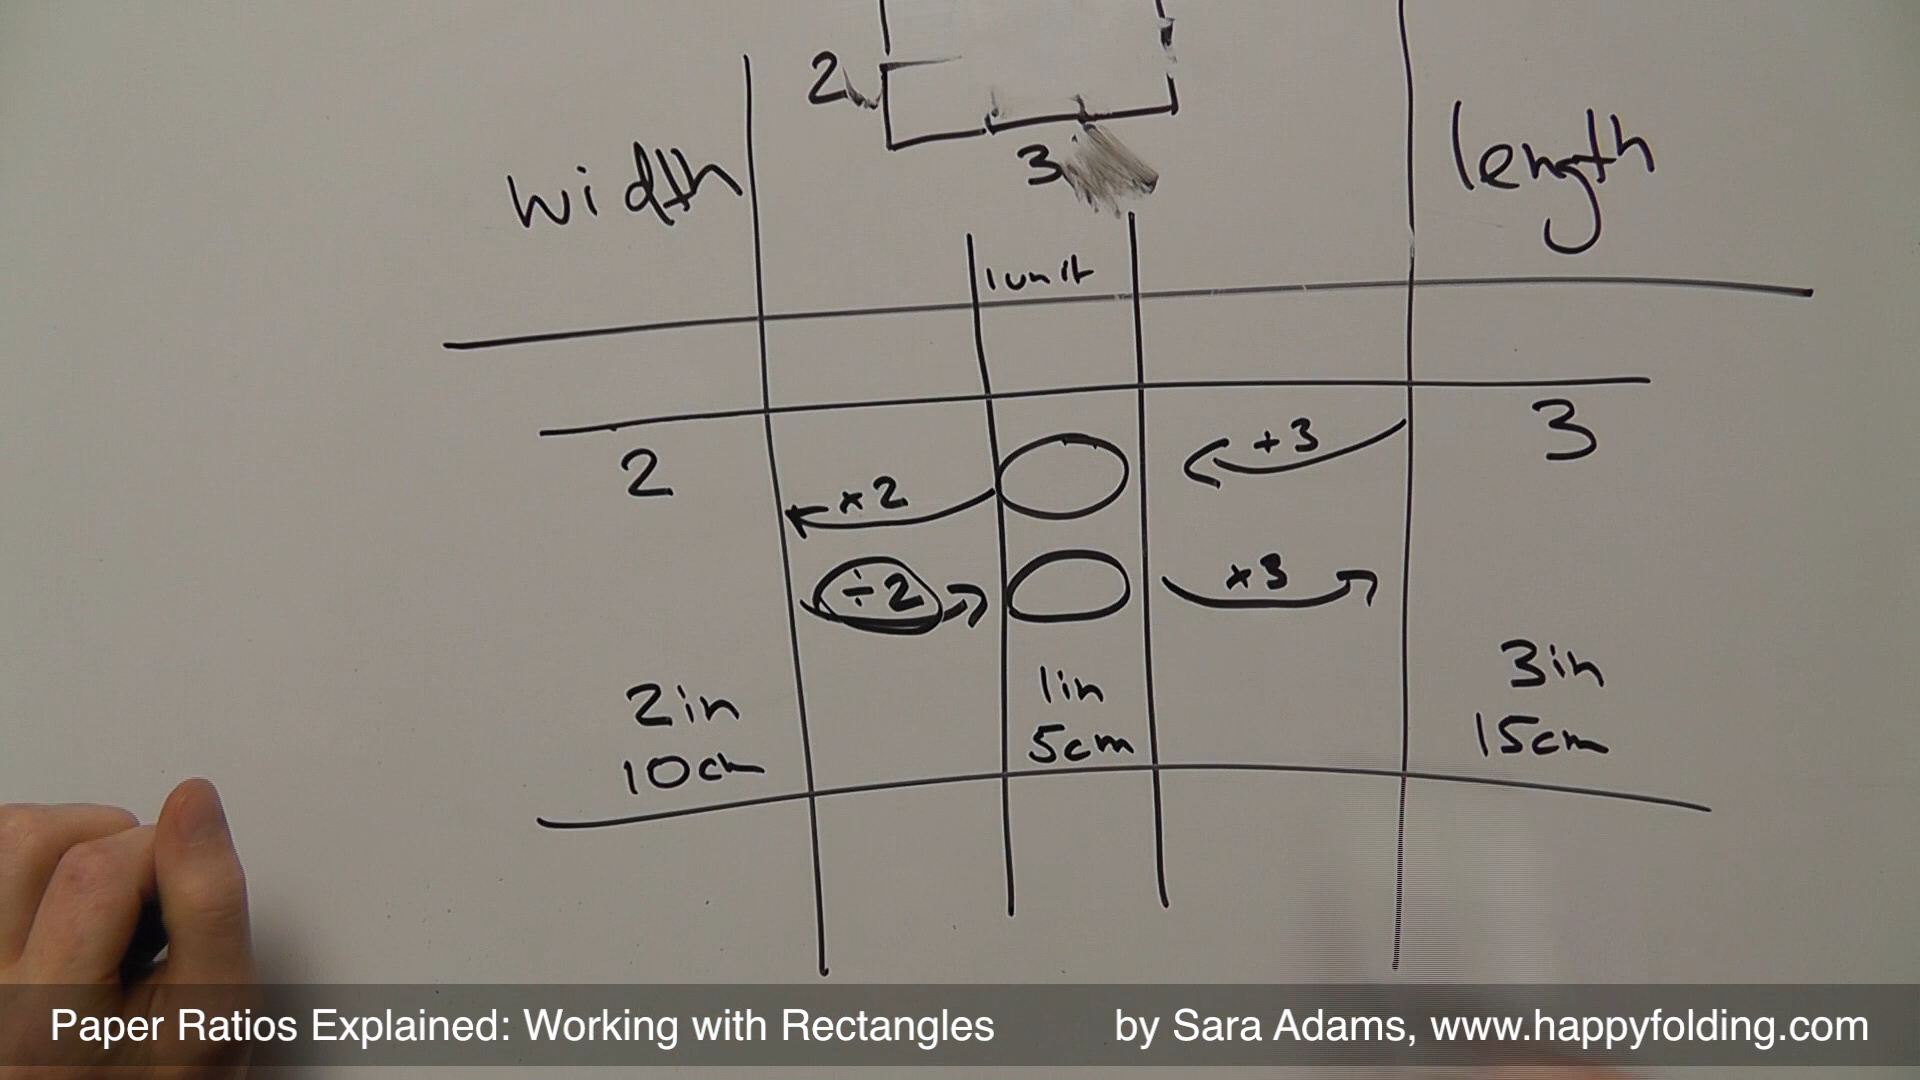 2
3
width
length
1 unit
2
3
÷3
×2
÷2
×3
2in
1in
3in
10cm
5cm
15cm
Paper Ratios Explained: Working with Rectangles by Sara Adams, www.happyfolding.com